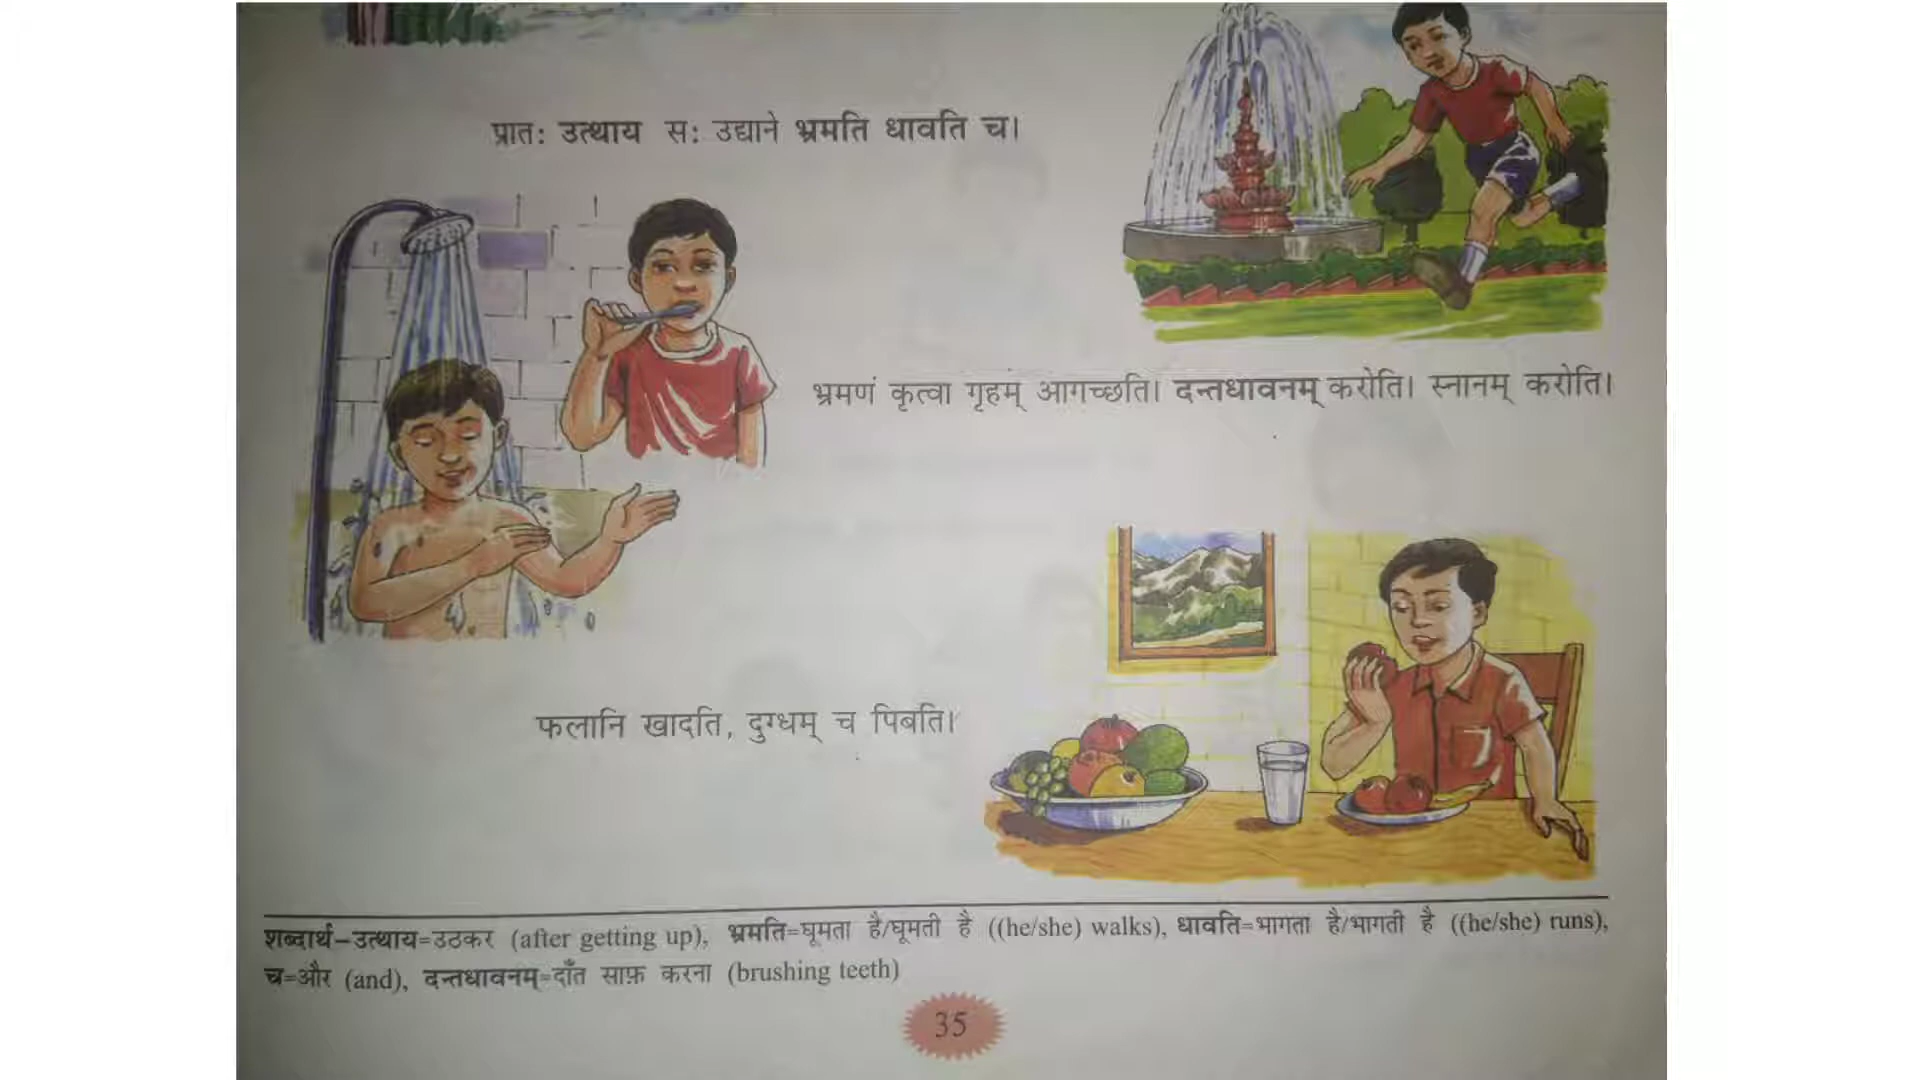 प्रातः उत्थाय सः उद्याने भ्रमति धावति च।
भ्रमणं कृत्वा गृहम् आगच्छति। दन्तधावनम् करोति। स्नानम् करोति।
फलानि खादति, दुग्धम् च पिबति।
शब्दार्थ–उत्थाय=उठकर (after getting up), भ्रमति=घूमता है/घूमती है ((he/she) walks), धावति=भागता है/भागती है ((he/she) runs),
च=और (and), दन्तधावनम्=दाँत साफ़ करना (brushing teeth)
35